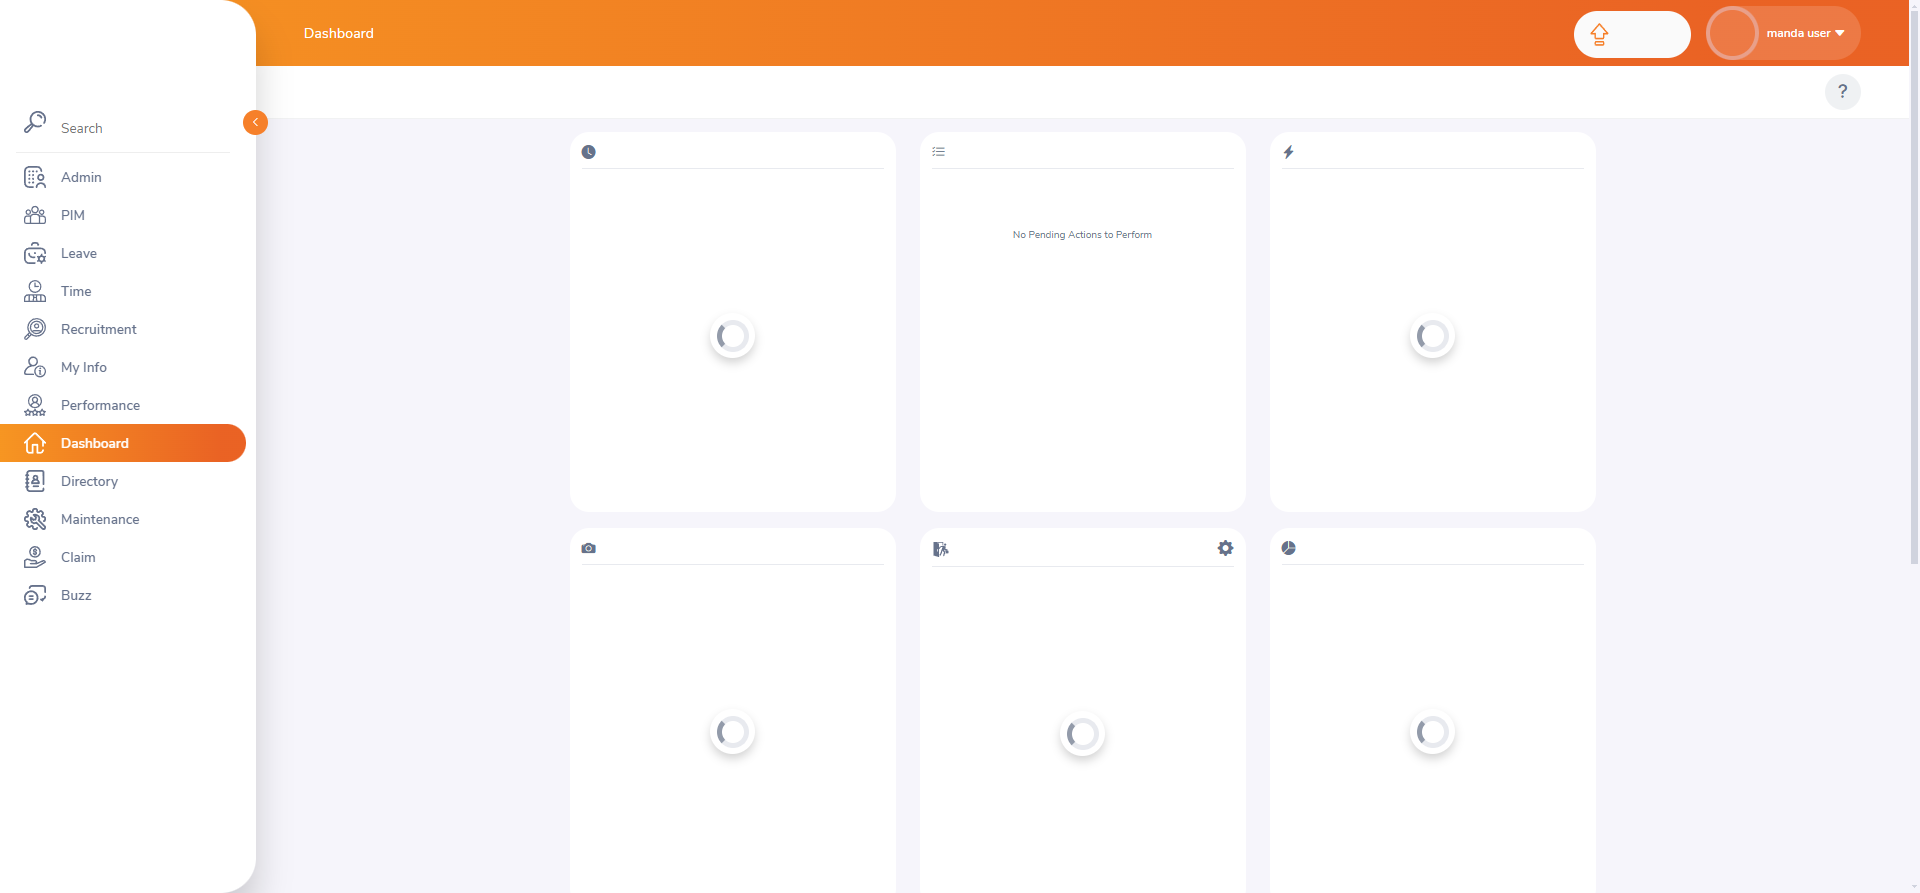 Dashboard
manda user
?
Search
Admin
PIM
Leave
Time
Recruitment
My Info
Performance
Dashboard
Directory
Maintenance
Claim
Buzz
No Pending Actions to Perform